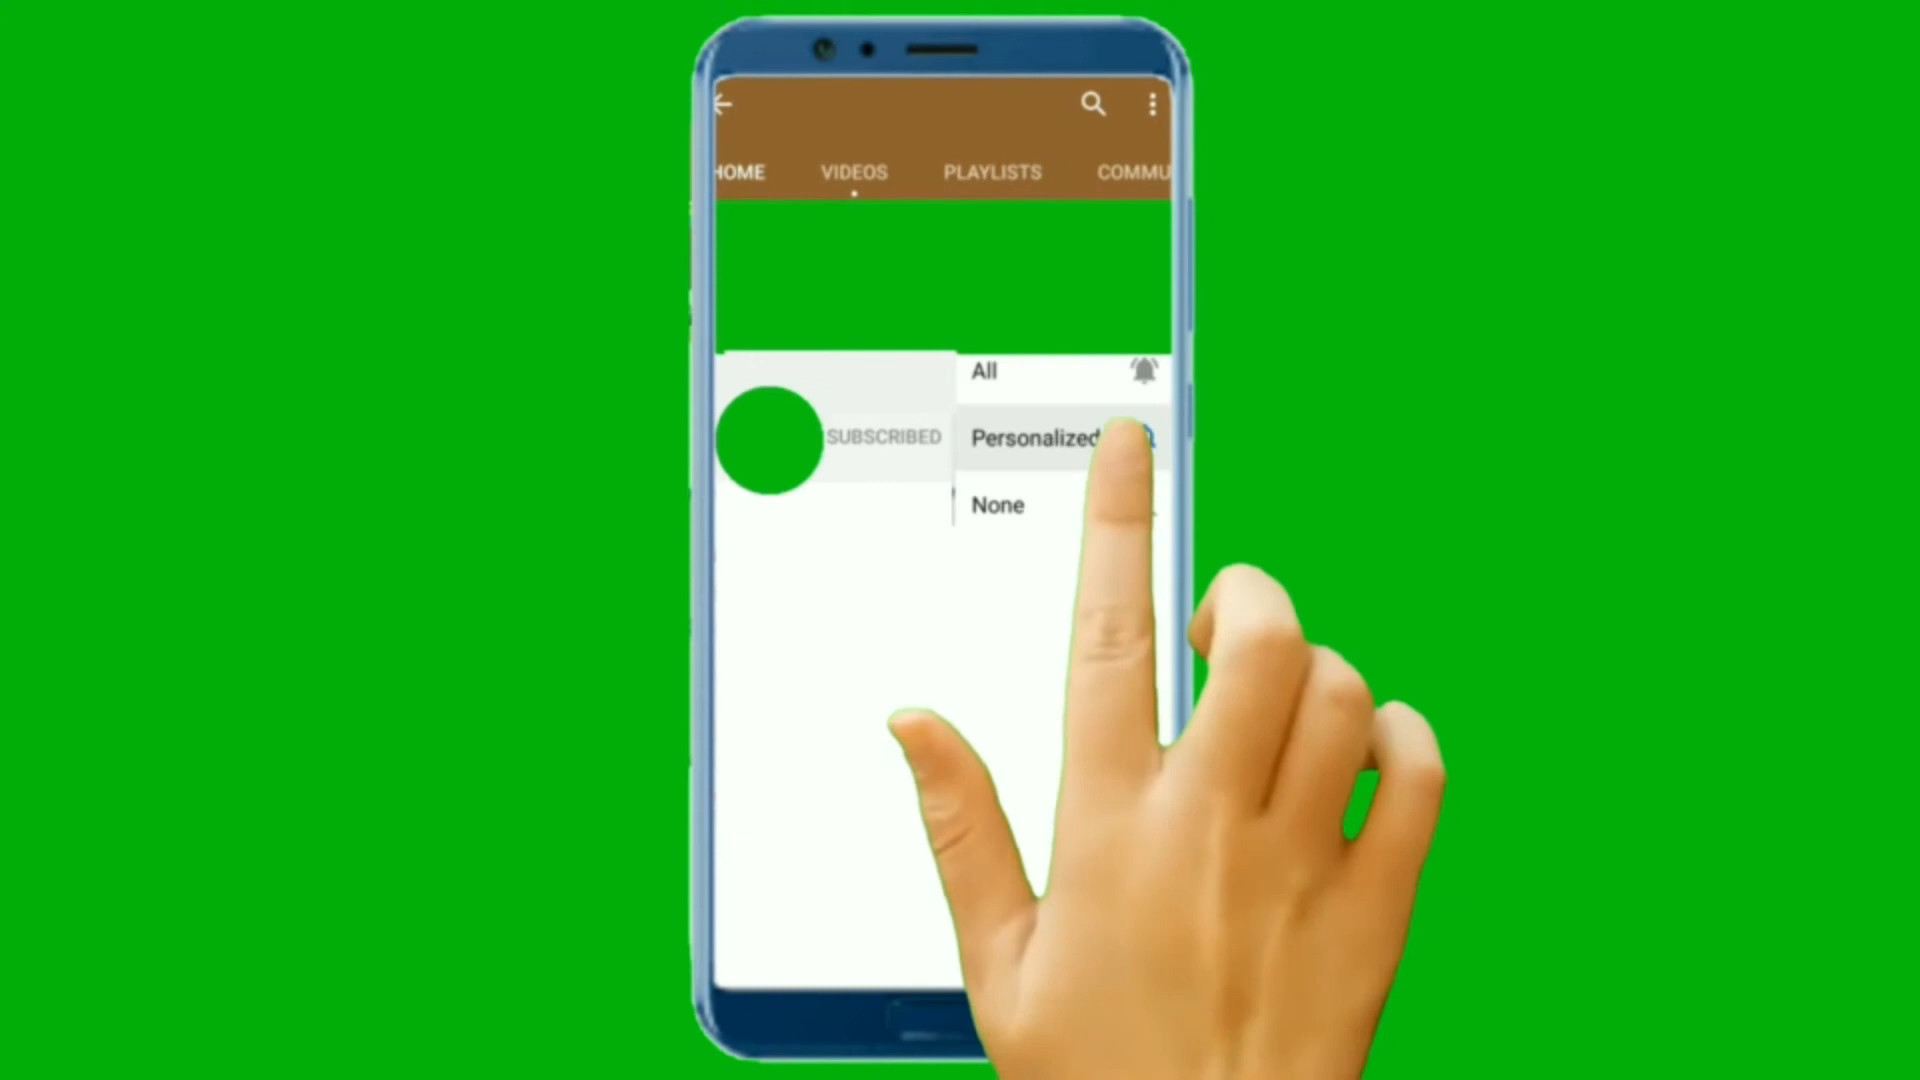 HOME VIDEOS PLAYLISTS COMMU
All
SUBSCRIBED
Personalized
None